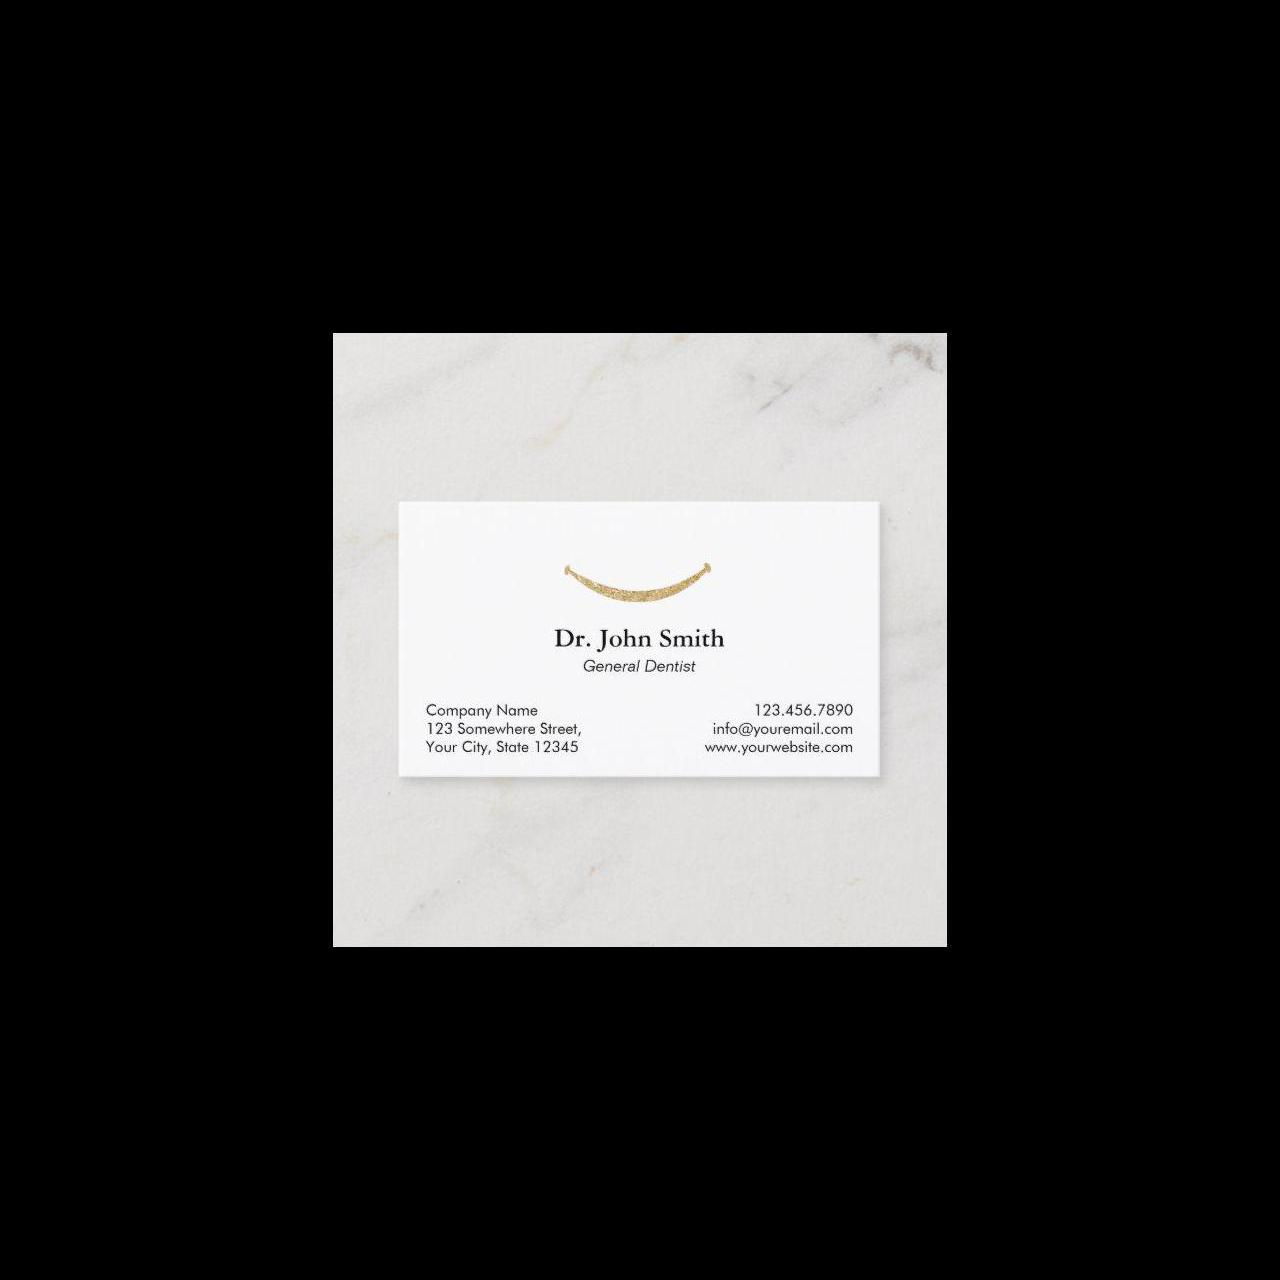 Dr. John Smith
General Dentist
Company Name
123 Somewhere Street,
Your City, State 12345
123.456.7890
info@youremail.com
www.yourwebsite.com